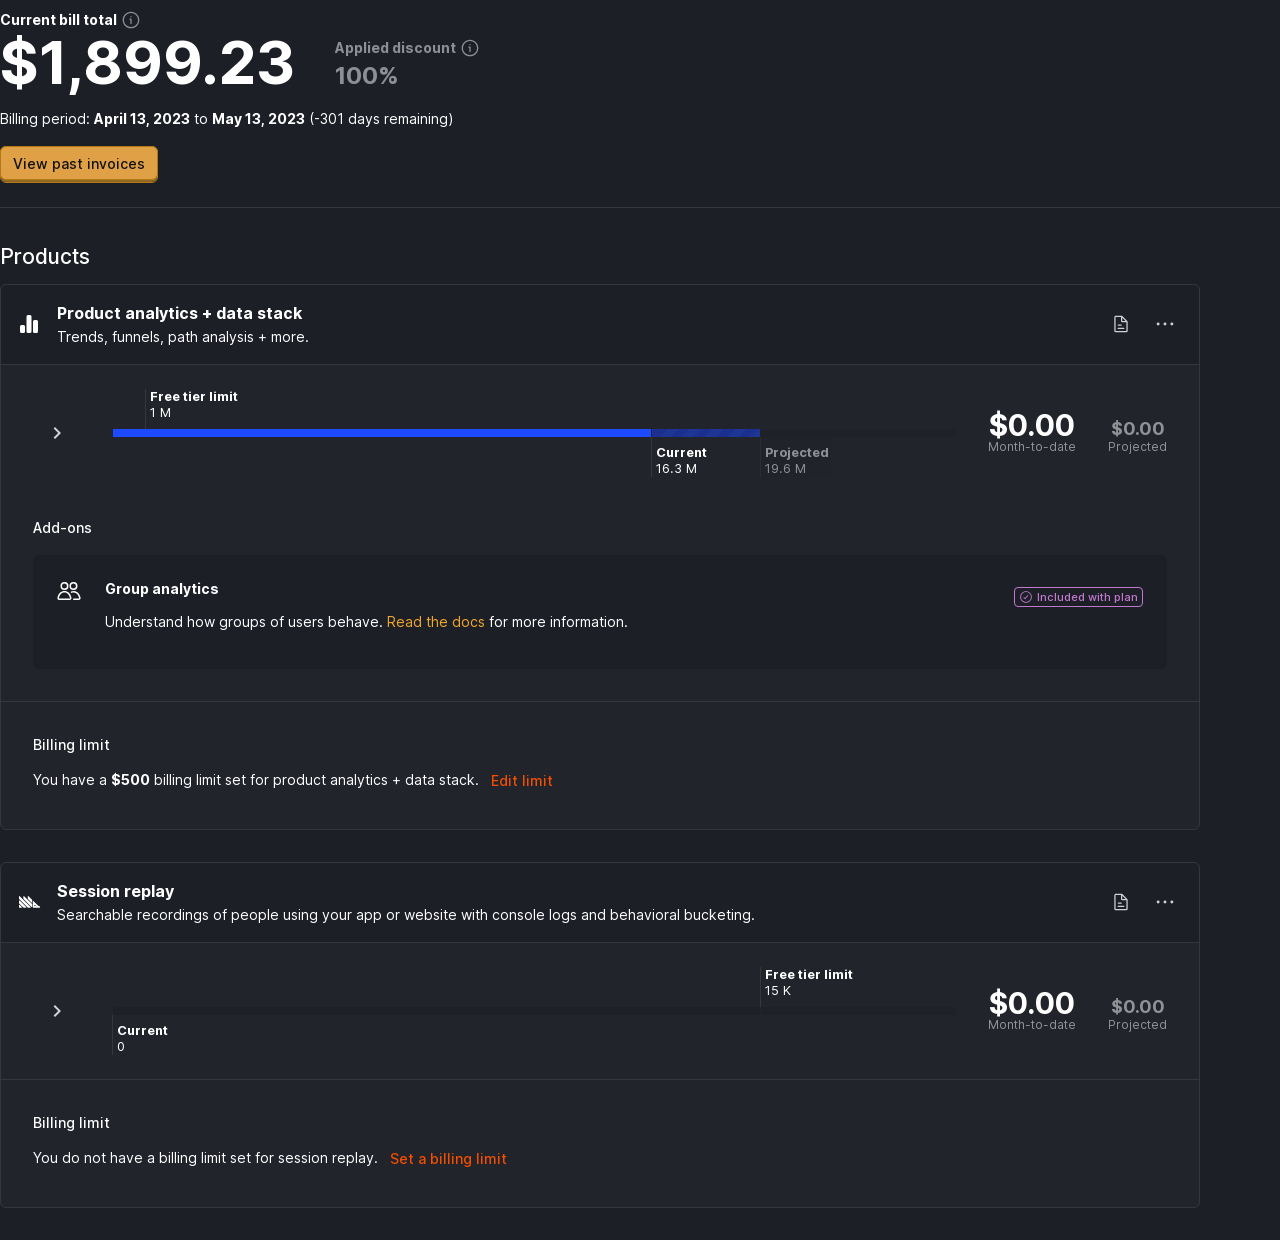 Current bill total
$1,899.23
Applied discount
100%
Billing period: April 13, 2023 to May 13, 2023 (-301 days remaining)
View past invoices
Products
Product analytics + data stack
Trends, funnels, path analysis + more.
Free tier limit
1 M
Current
16.3 M
Projected
19.6 M
$0.00
Month-to-date
$0.00
Projected
Add-ons
Group analytics
Included with plan
Understand how groups of users behave. Read the docs for more information.
Billing limit
You have a $500 billing limit set for product analytics + data stack. Edit limit
Session replay
Searchable recordings of people using your app or website with console logs and behavioral bucketing.
Free tier limit
15 K
Current
0
$0.00
Month-to-date
$0.00
Projected
Billing limit
You do not have a billing limit set for session replay. Set a billing limit